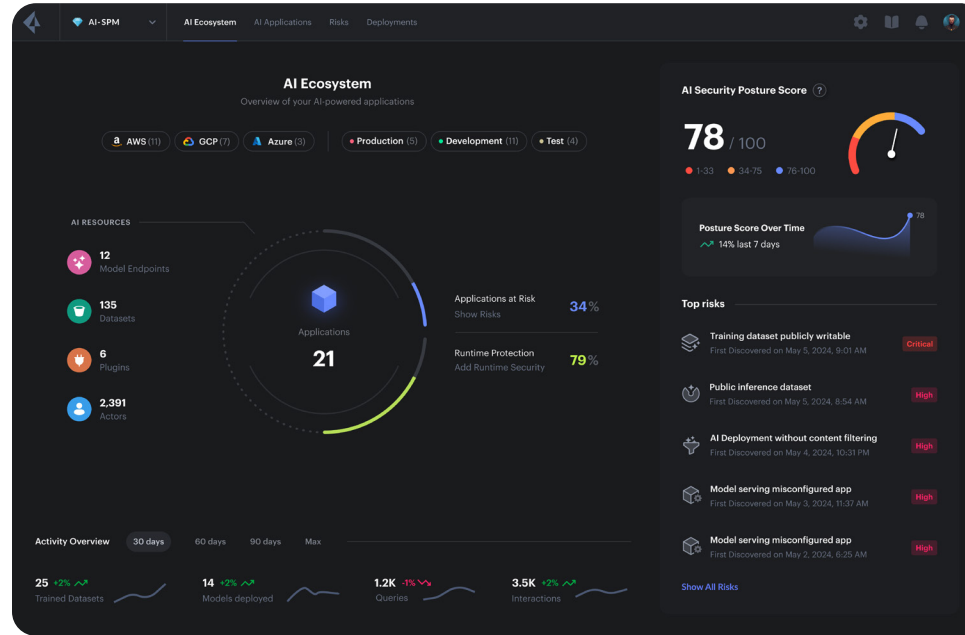 AI-SPM
AI Ecosystem
AI Applications
Risks
Deployments
AI Ecosystem
Overview of your AI-powered applications
AWS (11)
GCP (7)
Azure (3)
Production (5)
Development (11)
Test (4)
AI RESOURCES
12
Model Endpoints
135
Datasets
6
Plugins
2,391
Actors
Applications
21
Applications at Risk
Show Risks
34%
Runtime Protection
Add Runtime Security
79%
Activity Overview
30 days
60 days
90 days
Max
25 +2%
Trained Datasets
14 +2%
Models deployed
1.2K -1%
Queries
3.5K +2%
Interactions
AI Security Posture Score ?
78 / 100
1-33
34-75
76-100
Posture Score Over Time
14% last 7 days
78
Top risks
Training dataset publicly writable
First Discovered on May 5, 2024, 9:01 AM
Critical
Public inference dataset
First Discovered on May 5, 2024, 8:54 AM
High
AI Deployment without content filtering
First Discovered on May 4, 2024, 10:31 PM
High
Model serving misconfigured app
First Discovered on May 3, 2024, 11:37 AM
High
Model serving misconfigured app
First Discovered on May 2, 2024, 6:25 AM
High
Show All Risks